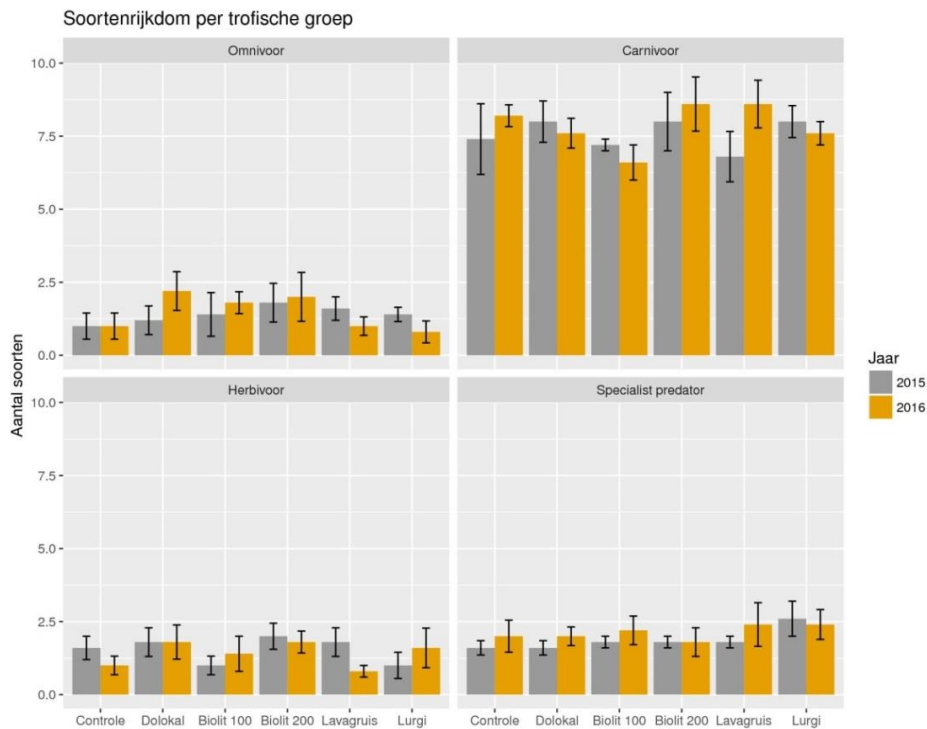 Soortenrijkdom per trofische groep
Omnivoor
Carnivoor
10.0
7.5
5.0
2.5
0.0
Herbivoor
Specialist predator
10.0
7.5
5.0
2.5
0.0
Aantal soorten
Controle Dolokal Biolit 100 Biolit 200 Lavagruis Lurgi
Controle Dolokal Biolit 100 Biolit 200 Lavagruis Lurgi
Jaar
2015
2016